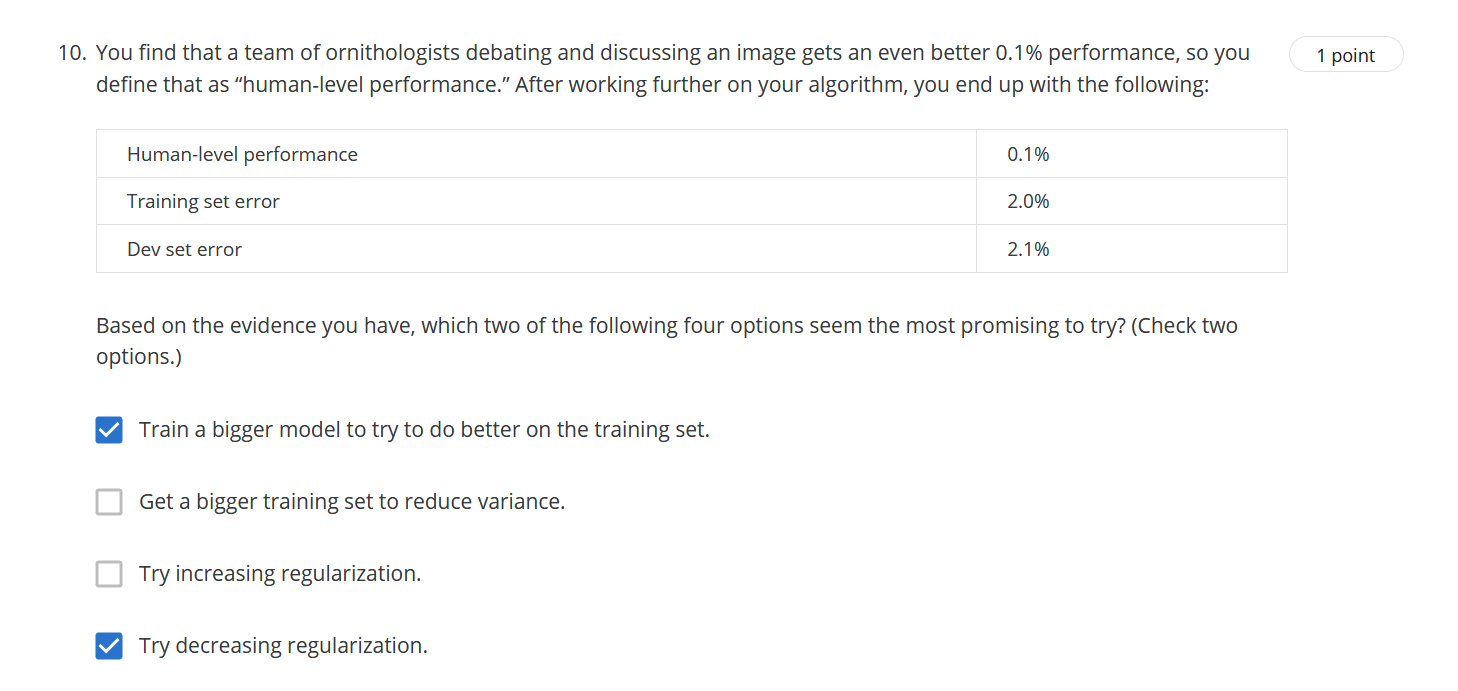 10. You find that a team of ornithologists debating and discussing an image gets an even better 0.1% performance, so you
1 point
define that as “human-level performance.” After working further on your algorithm, you end up with the following:
Human-level performance 0.1%
Training set error 2.0%
Dev set error 2.1%
Based on the evidence you have, which two of the following four options seem the most promising to try? (Check two
options.)
Train a bigger model to try to do better on the training set.
Get a bigger training set to reduce variance.
Try increasing regularization.
Try decreasing regularization.